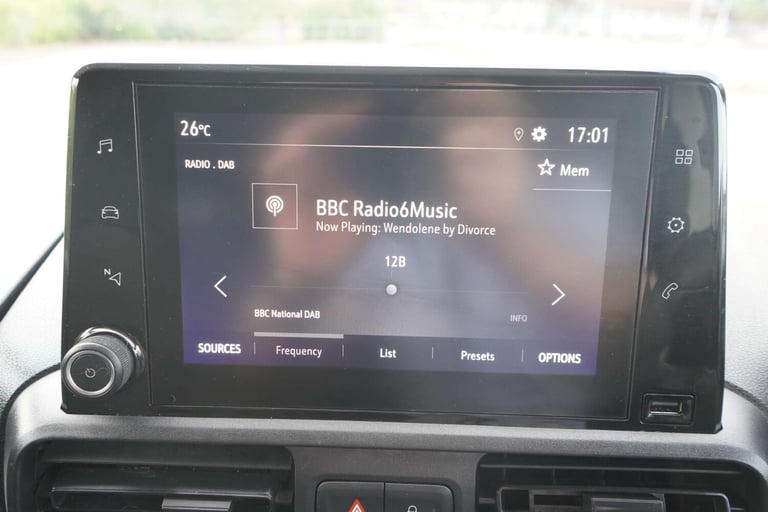 26°C
17:01
RADIO . DAB
Mem
BBC Radio6Music
Now Playing: Wendolene by Divorce
12B
BBC National DAB
INFO
SOURCES
Frequency
List
Presets
OPTIONS
N